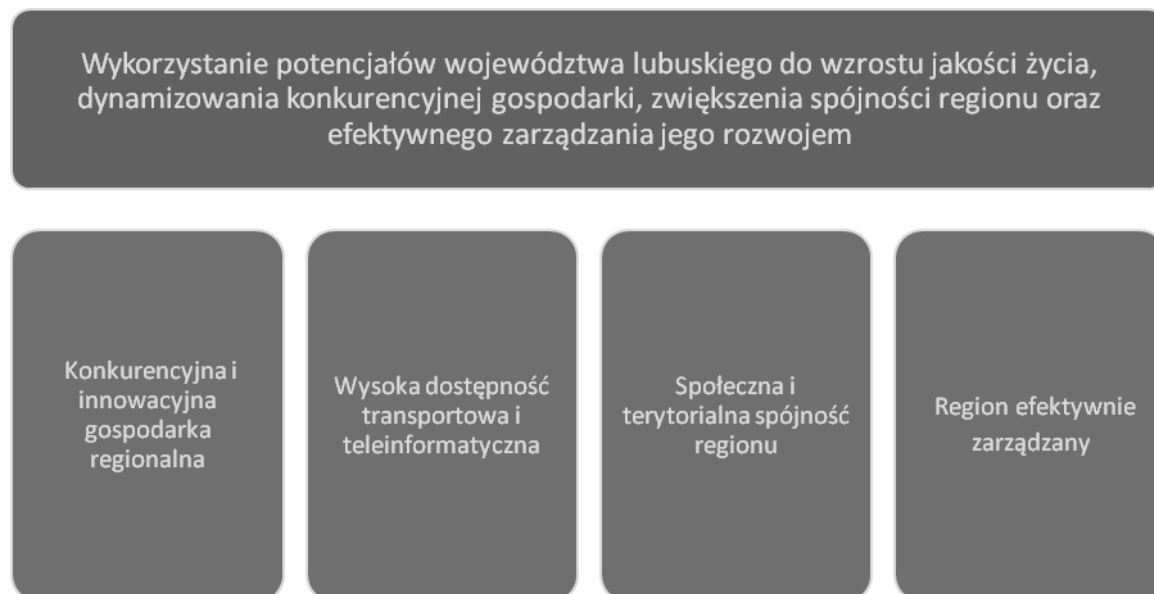 Wykorzystanie potencjałów województwa lubuskiego do wzrostu jakości życia,
dynamizowania konkurencyjnej gospodarki, zwiększenia spójności regionu oraz
efektywnego zarządzania jego rozwojem
Konkurencyjna i
innowacyjna
gospodarka
regionalna
Wysoka dostępność
transportowa i
teleinformatyczna
Społeczna i
terytorialna spójność
regionu
Region efektywnie
zarządzany